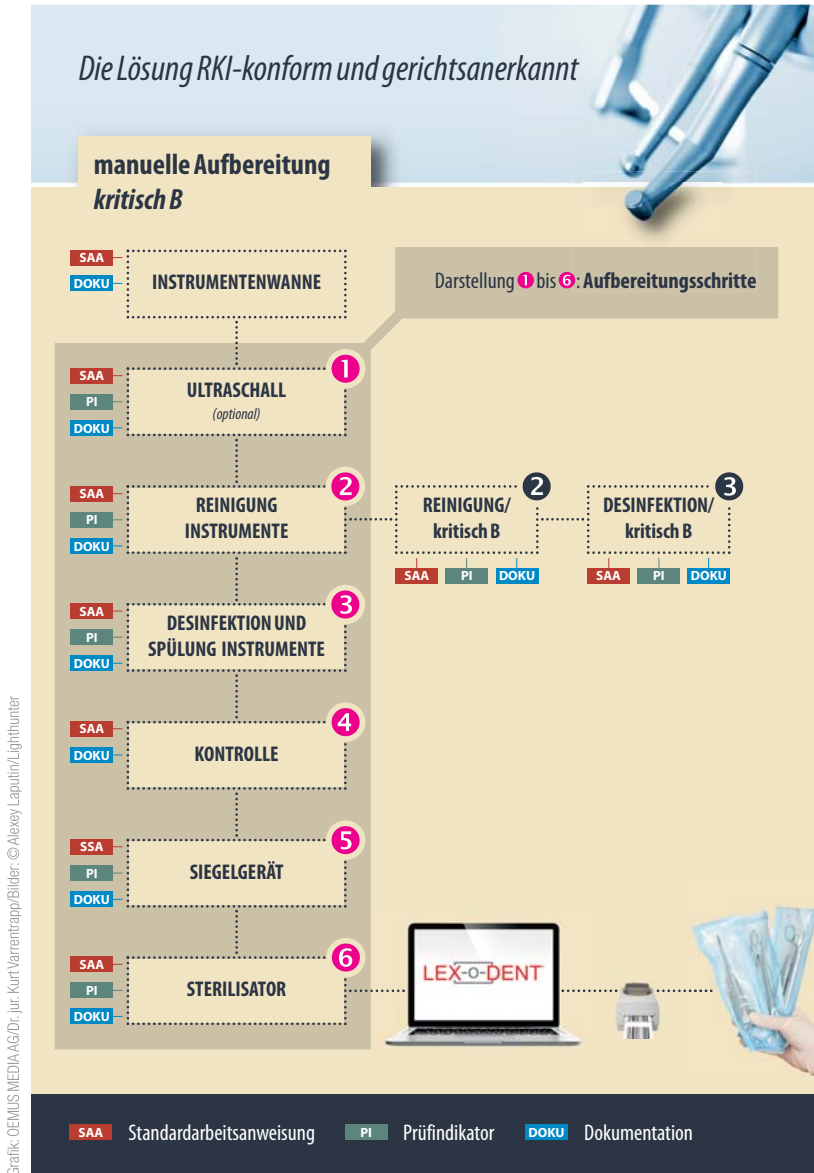 Die Lösung RKI-konform und gerichtsanerkannt
manuelle Aufbereitung
kritisch B
SAA
DOKU
INSTRUMENTENWANNE
Darstellung 1 bis 6: Aufbereitungsschritte
SAA
PI
DOKU
ULTRASCHALL
(optional)
1
SAA
PI
DOKU
REINIGUNG
INSTRUMENTE
2
REINIGUNG/
kritisch B
2
SAA PI DOKU
DESINFEKTION/
kritisch B
3
SAA PI DOKU
SAA
PI
DOKU
DESINFEKTION UND
SPÜLUNG INSTRUMENTE
3
SAA
DOKU
KONTROLLE
4
SSA
PI
DOKU
SIEGELGERÄT
5
SAA
PI
DOKU
STERILISATOR
6
LEX-o-DENT
SAA Standardarbeitsanweisung PI Prüfindikator DOKU Dokumentation
Grafik: OEMUS MEDIA AG/Dr. jur. Kurt Varrentrapp/Bilder: © Alexey Laputin/Lighthunter